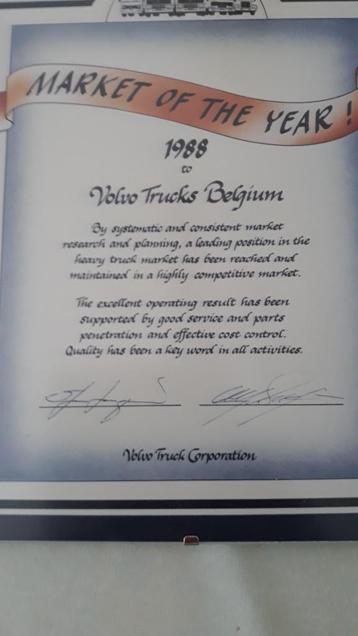 MARKET OF THE YEAR !
1988
to
Volvo Trucks Belgium
By systematic and consistent market
research and planning, a leading position in the
heavy truck market has been reached and
maintained in a highly competitive market.
The excellent operating result has been
supported by good service and parts
penetration and effective cost control.
Quality has been a key word in all activities.
Volvo Truck Corporation